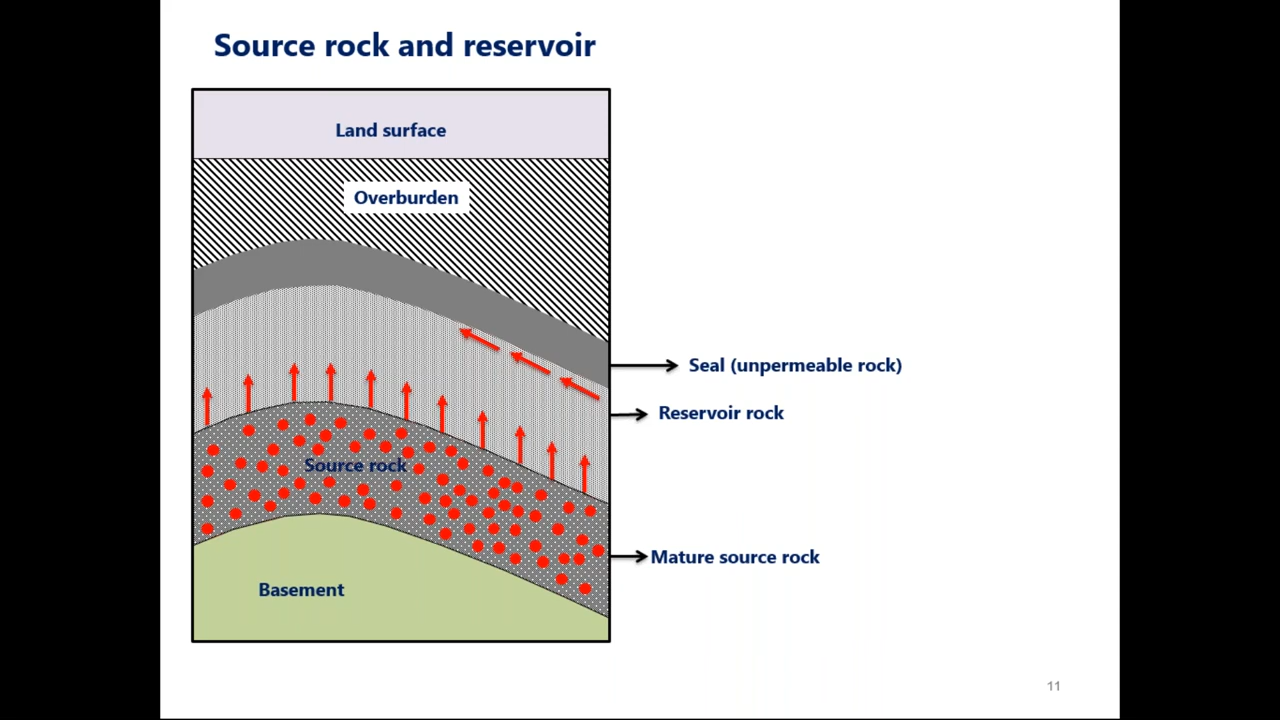 Source rock and reservoir
Land surface
Overburden
Seal (unpermeable rock)
Reservoir rock
Source rock
Mature source rock
Basement
11